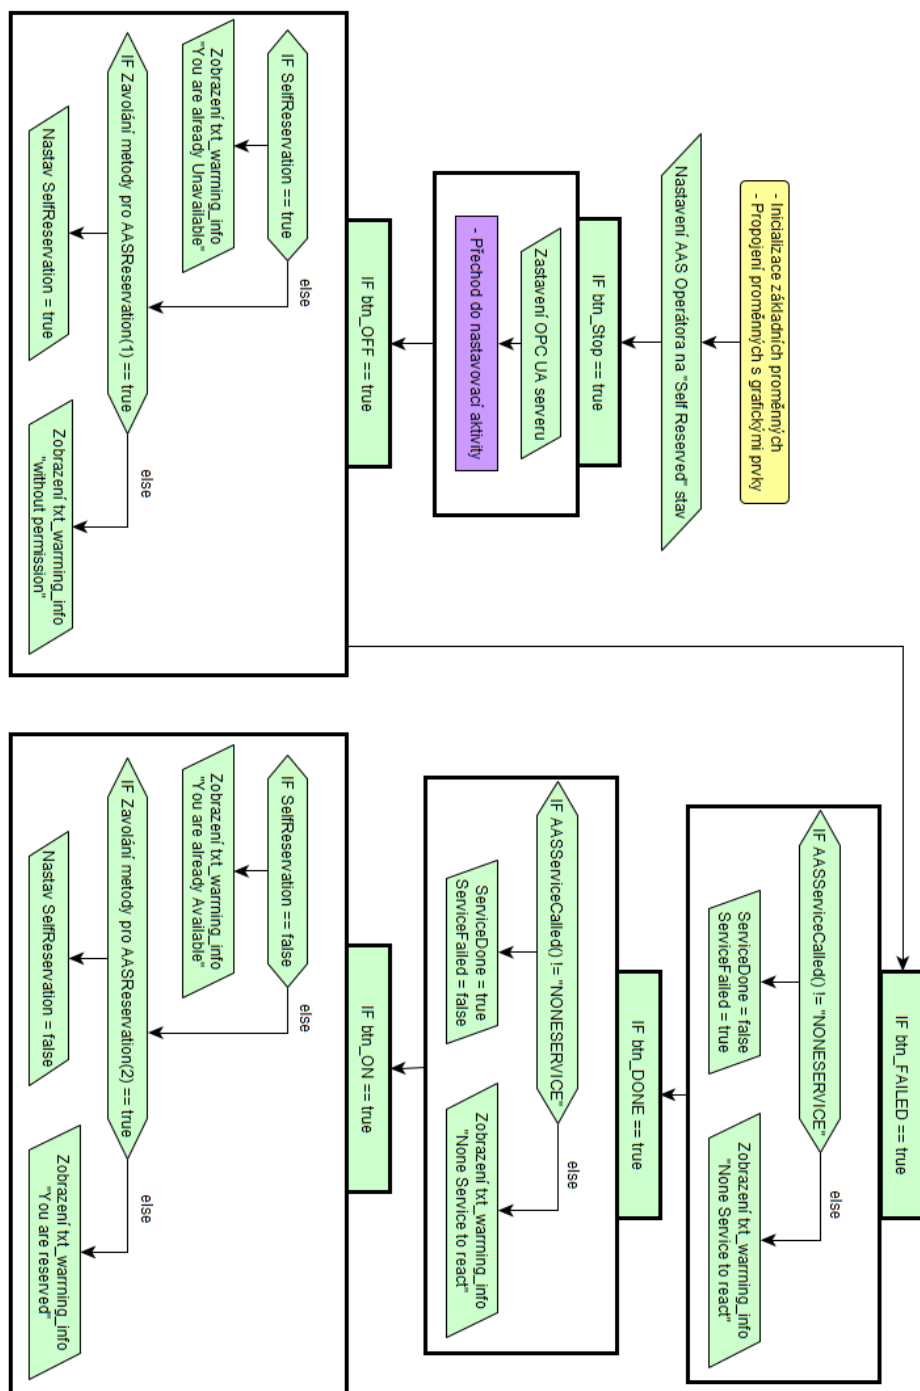 - Inicializace základních proměnných
- Propojení proměnných s grafickými prvky
Nastavení AAS Operátora na "Self Reserved" stav
IF btn_Stop == true
Zastavení OPC UA serveru
- Přechod do nastavovací aktivity
IF btn_OFF == true
IF SelfReservation == true
else
Zobrazení txt_warrning_info
"You are already Unavailable"
IF Zavolání metody pro AASReservation(1) == true
else
Nastav SelfReservation = true
Zobrazení txt_warrning_info
"without permission"
IF btn_FAILED == true
IF AASServiceCalled() != "NONESERVICE"
else
ServiceDone = false
ServiceFailed = true
Zobrazení txt_warrning_info
"None Service to react"
IF btn_DONE == true
IF AASServiceCalled() != "NONESERVICE"
else
ServiceDone = true
ServiceFailed = false
Zobrazení txt_warrning_info
"None Service to react"
IF btn_ON == true
IF SelfReservation == false
else
Zobrazení txt_warrning_info
"You are already Available"
IF Zavolání metody pro AASReservation(2) == true
else
Nastav SelfReservation = false
Zobrazení txt_warrning_info
"You are reserved"